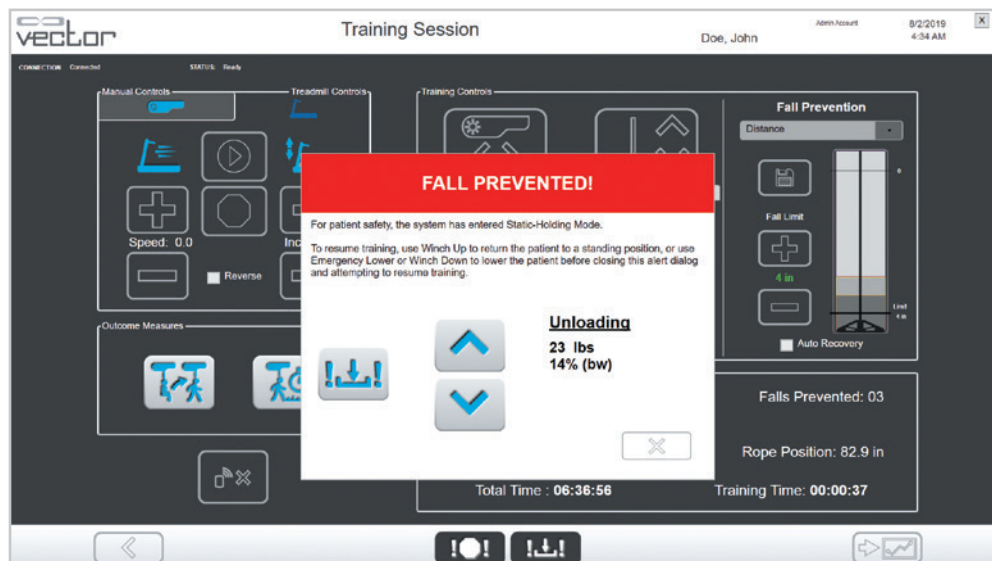 vector
Training Session
Doe, John
Admin Account
8/2/2019
4:34 AM
X
CONNECTION Connected
STATUS: Ready
Manual Controls
Treadmill Controls
Speed: 0.0
Inc
Reverse
Outcome Measures
Training Controls
Fall Prevention
Distance
0
Fall Limit
4 in
Limit
4 in
Auto Recovery
FALL PREVENTED!
For patient safety, the system has entered Static-Holding Mode.
To resume training, use Winch Up to return the patient to a standing position, or use
Emergency Lower or Winch Down to lower the patient before closing this alert dialog
and attempting to resume training.
Unloading
23 lbs
14% (bw)
Falls Prevented: 03
Rope Position: 82.9 in
Total Time : 06:36:56
Training Time: 00:00:37